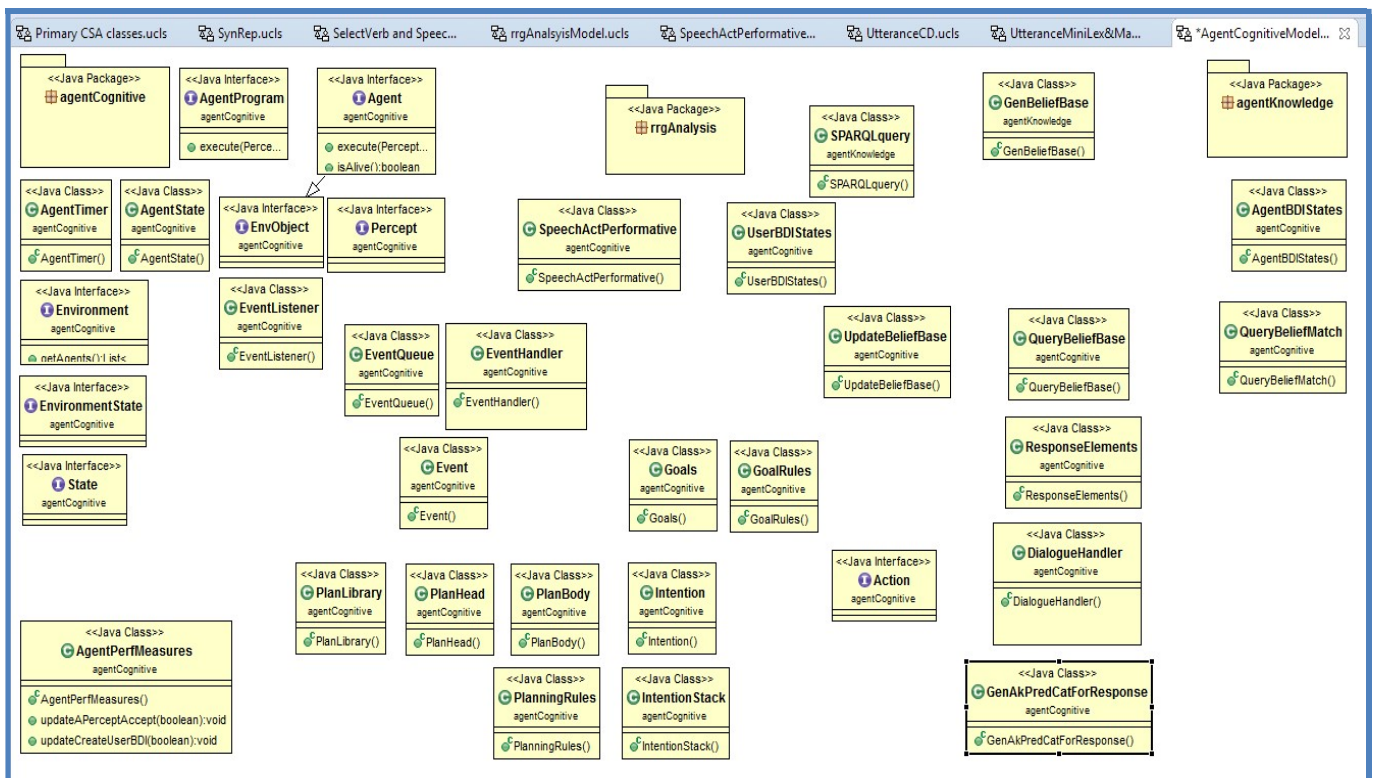 Primary CSA classes.ucls
SynRep.ucls
SelectVerb and Speec...
rrgAnalsyisModel.ucls
SpeechActPerformative...
UtteranceCD.ucls
UtteranceMiniLex&Ma...
*AgentCognitiveModel...
<<Java Package>>
agentCognitive
<<Java Interface>>
AgentProgram
agentCognitive
execute(Perce...
<<Java Interface>>
Agent
agentCognitive
execute(Percept...
isAlive():boolean
<<Java Package>>
rrgAnalysis
<<Java Class>>
SPARQLquery
agentKnowledge
SPARQLquery()
<<Java Class>>
GenBeliefBase
agentKnowledge
GenBeliefBase()
<<Java Package>>
agentKnowledge
<<Java Class>>
AgentTimer
agentCognitive
AgentTimer()
<<Java Class>>
AgentState
agentCognitive
AgentState()
<<Java Interface>>
EnvObject
agentCognitive
<<Java Interface>>
Percept
agentCognitive
<<Java Class>>
SpeechActPerformative
agentCognitive
SpeechActPerformative()
<<Java Class>>
UserBDIStates
agentCognitive
UserBDIStates()
<<Java Class>>
AgentBDIStates
agentCognitive
AgentBDIStates()
<<Java Interface>>
Environment
agentCognitive
getAgents():List<
<<Java Class>>
EventListener
agentCognitive
EventListener()
<<Java Class>>
EventQueue
agentCognitive
EventQueue()
<<Java Class>>
EventHandler
agentCognitive
EventHandler()
<<Java Class>>
UpdateBeliefBase
agentCognitive
UpdateBeliefBase()
<<Java Class>>
QueryBeliefBase
agentCognitive
QueryBeliefBase()
<<Java Class>>
QueryBeliefMatch
agentCognitive
QueryBeliefMatch()
<<Java Interface>>
EnvironmentState
agentCognitive
<<Java Interface>>
State
agentCognitive
<<Java Class>>
Event
agentCognitive
Event()
<<Java Class>>
Goals
agentCognitive
Goals()
<<Java Class>>
GoalRules
agentCognitive
GoalRules()
<<Java Class>>
ResponseElements
agentCognitive
ResponseElements()
<<Java Class>>
DialogueHandler
agentCognitive
DialogueHandler()
<<Java Class>>
PlanLibrary
agentCognitive
PlanLibrary()
<<Java Class>>
PlanHead
agentCognitive
PlanHead()
<<Java Class>>
PlanBody
agentCognitive
PlanBody()
<<Java Class>>
Intention
agentCognitive
Intention()
<<Java Interface>>
Action
agentCognitive
<<Java Class>>
AgentPerfMeasures
agentCognitive
AgentPerfMeasures()
updateAPerceptAccept(boolean):void
updateCreateUserBDI(boolean):void
<<Java Class>>
PlanningRules
agentCognitive
PlanningRules()
<<Java Class>>
IntentionStack
agentCognitive
IntentionStack()
<<Java Class>>
GenAkPredCatForResponse
agentCognitive
GenAkPredCatForResponse()